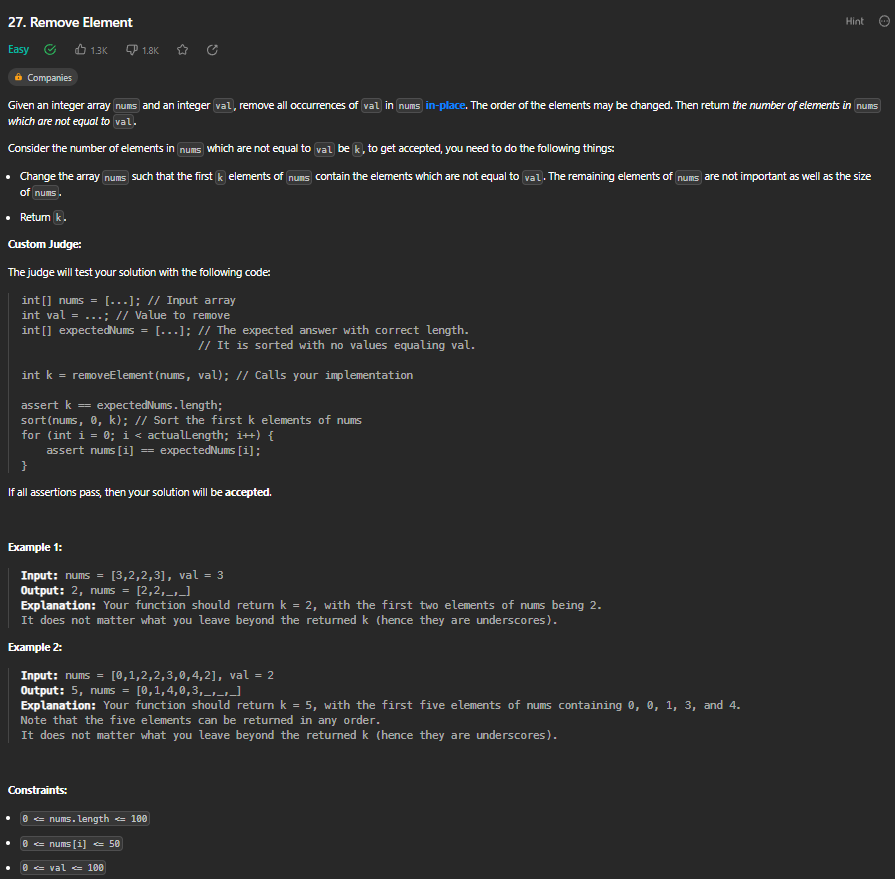 27. Remove Element
Hint
Easy 1.3K 1.8K
Companies
Given an integer array nums and an integer val, remove all occurrences of val in nums in-place. The order of the elements may be changed. Then return the number of elements in nums
which are not equal to val.
Consider the number of elements in nums which are not equal to val be k, to get accepted, you need to do the following things:
• Change the array nums such that the first k elements of nums contain the elements which are not equal to val. The remaining elements of nums are not important as well as the size
of nums.
• Return k.
Custom Judge:
The judge will test your solution with the following code:
int[] nums = [...]; // Input array
int val = ...; // Value to remove
int[] expectedNums = [...]; // The expected answer with correct length.
// It is sorted with no values equaling val.
int k = removeElement(nums, val); // Calls your implementation
assert k == expectedNums.length;
sort(nums, 0, k); // Sort the first k elements of nums
for (int i = 0; i < actualLength; i++) {
assert nums[i] == expectedNums[i];
}
If all assertions pass, then your solution will be accepted.
Example 1:
Input: nums = [3,2,2,3], val = 3
Output: 2, nums = [2,2,_,_]
Explanation: Your function should return k = 2, with the first two elements of nums being 2.
It does not matter what you leave beyond the returned k (hence they are underscores).
Example 2:
Input: nums = [0,1,2,2,3,0,4,2], val = 2
Output: 5, nums = [0,1,4,0,3,_,_,_]
Explanation: Your function should return k = 5, with the first five elements of nums containing 0, 0, 1, 3, and 4.
Note that the five elements can be returned in any order.
It does not matter what you leave beyond the returned k (hence they are underscores).
Constraints:
• 0 <= nums.length <= 100
• 0 <= nums[i] <= 50
• 0 <= val <= 100